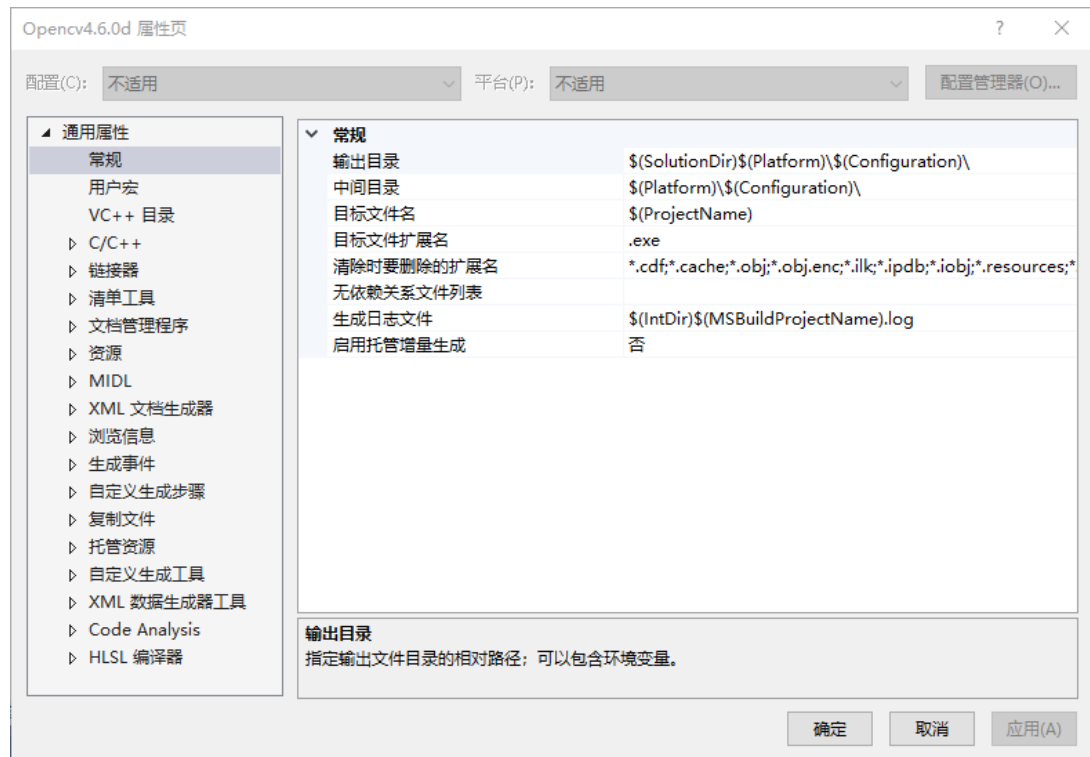 Opencv4.6.0d 属性页
配置(C): 不适用 平台(P): 不适用 配置管理器(O)...
通用属性
常规
用户宏
VC++ 目录
C/C++
链接器
清单工具
文档管理程序
资源
MIDL
XML 文档生成器
浏览信息
生成事件
自定义生成步骤
复制文件
托管资源
自定义生成工具
XML 数据生成器工具
Code Analysis
HLSL 编译器
常规
输出目录 $(SolutionDir)$(Platform)\$(Configuration)\
中间目录 $(Platform)\$(Configuration)\
目标文件名 $(ProjectName)
目标文件扩展名 .exe
清除时要删除的扩展名 *.cdf;*.cache;*.obj;*.obj.enc;*.ilk;*.ipdb;*.iobj;*.resources;*.
无依赖关系文件列表
生成日志文件 $(IntDir)$(MSBuildProjectName).log
启用托管增量生成 否
输出目录
指定输出文件目录的相对路径；可以包含环境变量。
确定 取消 应用(A)